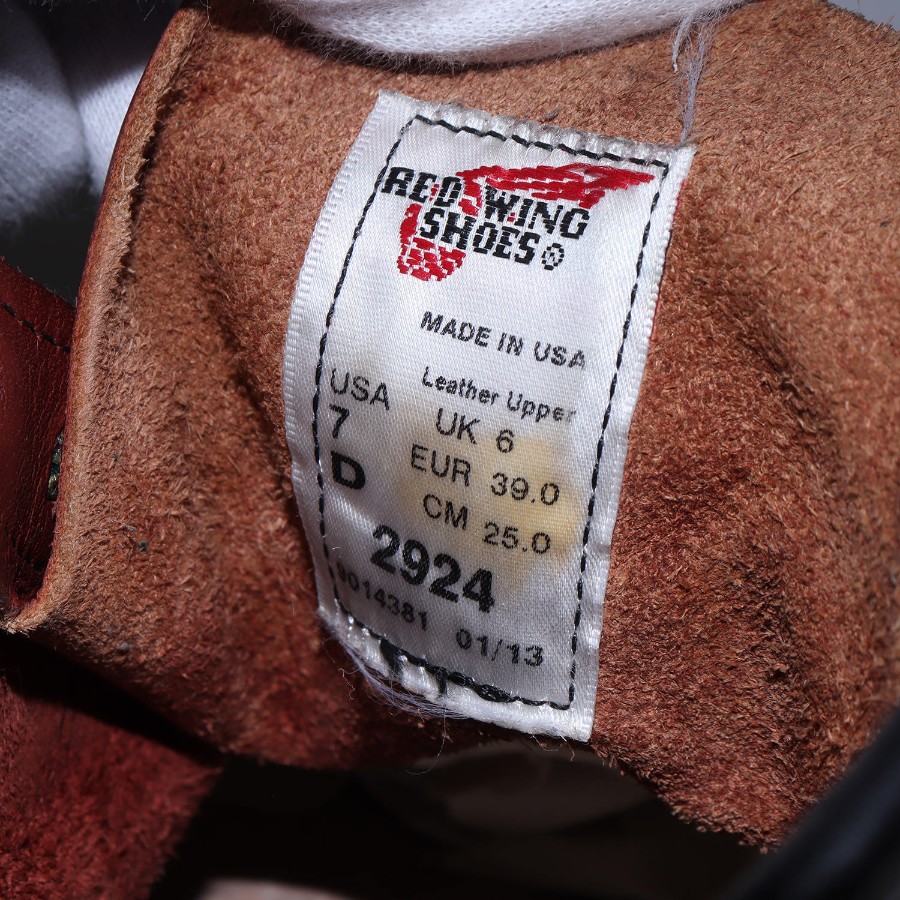 RED WING
SHOES®
MADE IN USA
Leather Upper
USA
7
D
UK 6
EUR 39.0
CM 25.0
2924
9014381 01/13